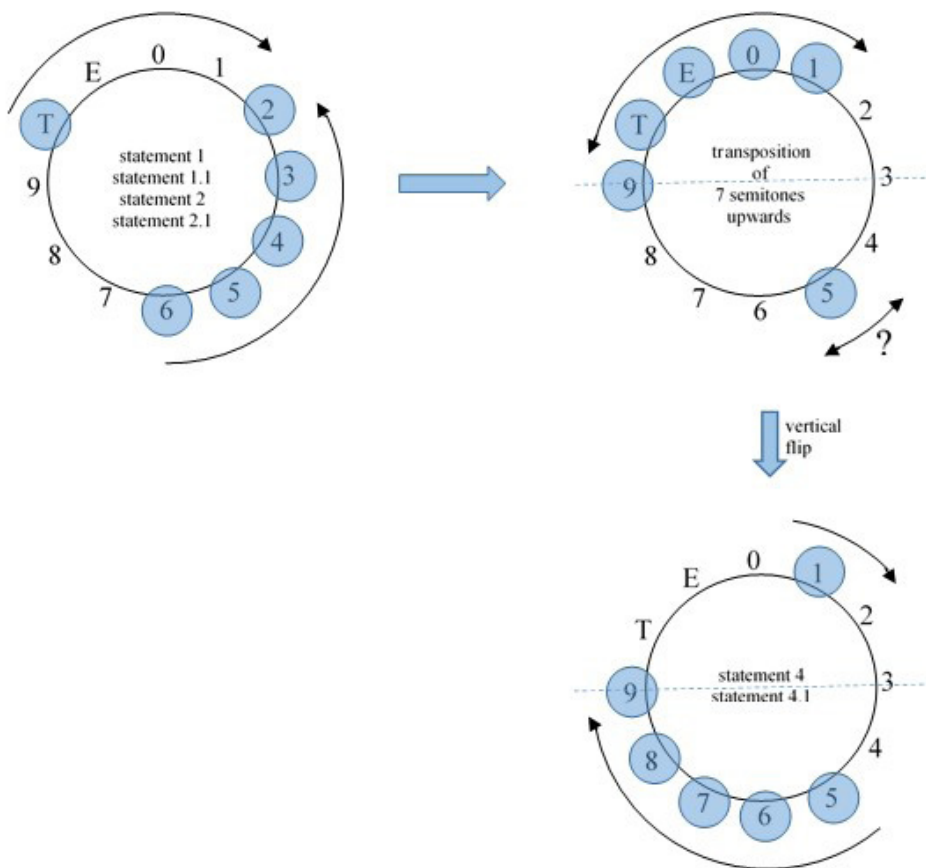 0
1
2
3
4
5
6
7
8
9
T
E
statement 1
statement 1.1
statement 2
statement 2.1
0
1
2
3
4
5
6
7
8
9
T
E
transposition
of
7 semitones
upwards
?
vertical
flip
0
1
2
3
4
5
6
7
8
9
T
E
statement 4
statement 4.1